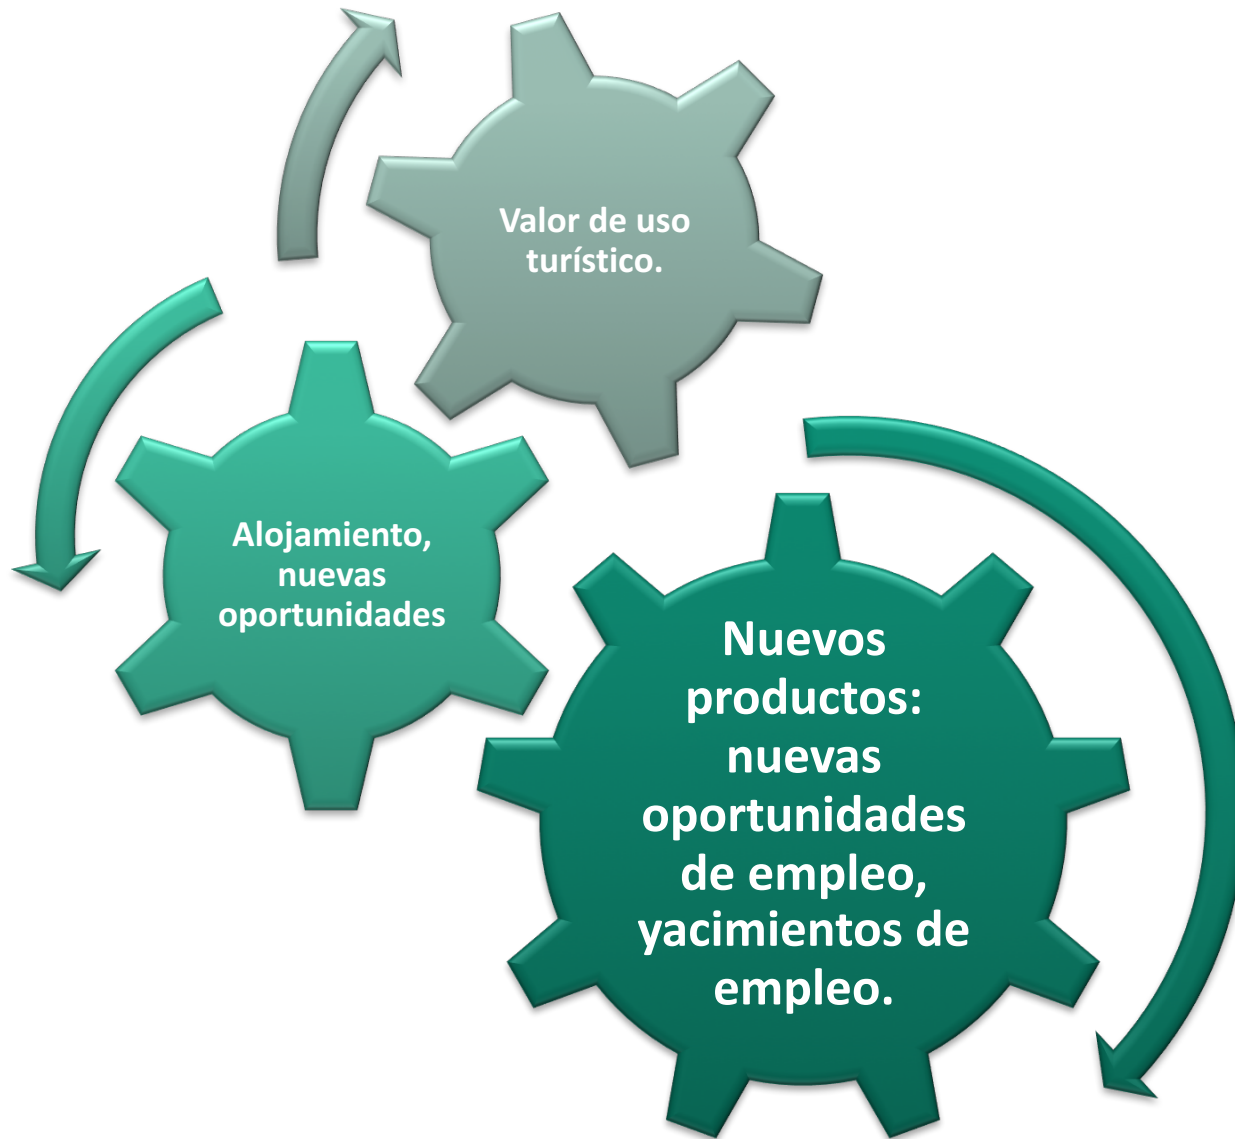 Valor de uso
turístico.
Alojamiento,
nuevas
oportunidades
Nuevos
productos:
nuevas
oportunidades
de empleo,
yacimientos de
empleo.